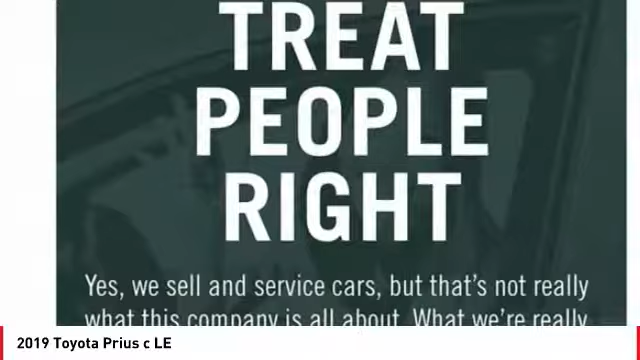 TREAT
PEOPLE
RIGHT
Yes, we sell and service cars, but that's not really
what this company is all about. What we're really
2019 Toyota Prius c LE